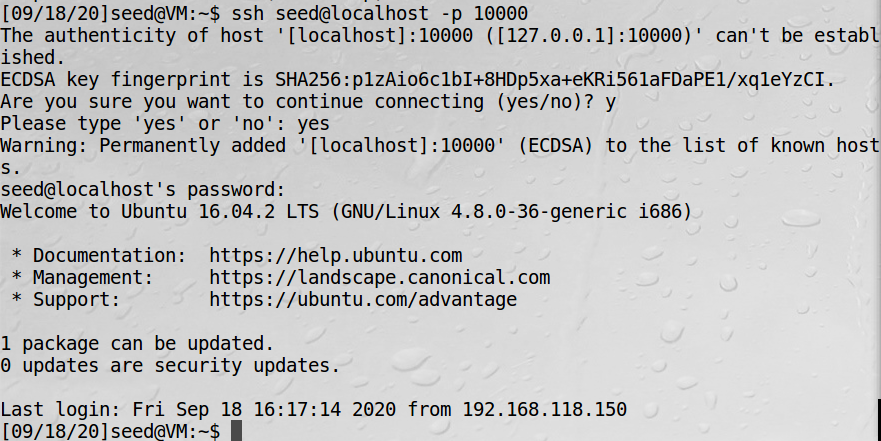 [09/18/20]seed@VM:~$ ssh seed@localhost -p 10000
The authenticity of host '[localhost]:10000 ([127.0.0.1]:10000)' can't be establ
ished.
ECDSA key fingerprint is SHA256:p1zAio6c1bI+8HDp5xa+eKRi561aFDaPE1/xq1eYzCI.
Are you sure you want to continue connecting (yes/no)? y
Please type 'yes' or 'no': yes
Warning: Permanently added '[localhost]:10000' (ECDSA) to the list of known host
s.
seed@localhost's password:
Welcome to Ubuntu 16.04.2 LTS (GNU/Linux 4.8.0-36-generic i686)

 * Documentation:  https://help.ubuntu.com
 * Management:     https://landscape.canonical.com
 * Support:        https://ubuntu.com/advantage

1 package can be updated.
0 updates are security updates.

Last login: Fri Sep 18 16:17:14 2020 from 192.168.118.150
[09/18/20]seed@VM:~$